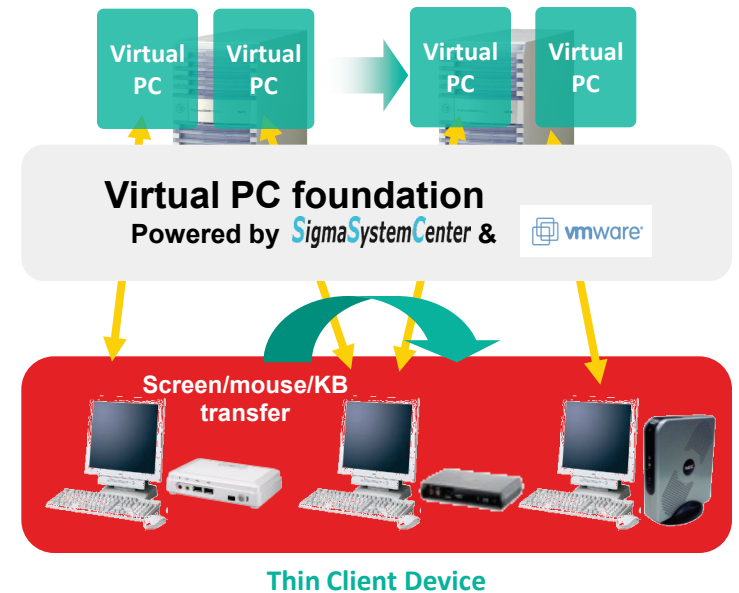 Virtual PC
Virtual PC
Virtual PC
Virtual PC
Virtual PC foundation
Powered by SigmaSystemCenter & vmware
Screen/mouse/KB
transfer
NEC
Thin Client Device